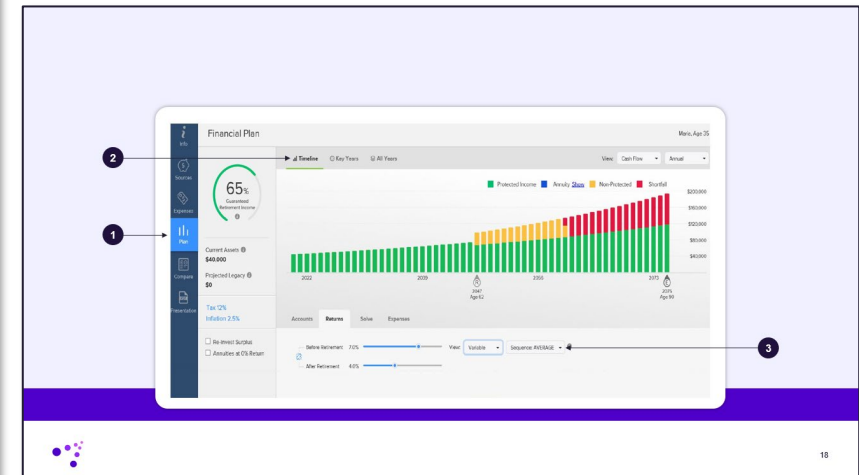 Info
Financial Plan
Mario, Age 35
2
Timeline
Key Years
All Years
View: Cash Flow
Annual
Sources
Protected Income
Annuity Show
Non-Protected
Shortfall
65%
Guaranteed
Retirement Income
$200,000
$160,000
$120,000
$80,000
$40,000
Expenses
1
Plan
Current Assets
$40,000
Compare
Projected Legacy
$0
2022
2039
2056
2073
2047
Age 62
2075
Age 90
Presentation
Tax 12%
Inflation 2.5%
Accounts
Returns
Solve
Expenses
Re-Invest Surplus
Annuities at 0% Return
Before Retirement 7.0%
View: Variable
Sequence: AVERAGE
3
After Retirement 4.0%
18